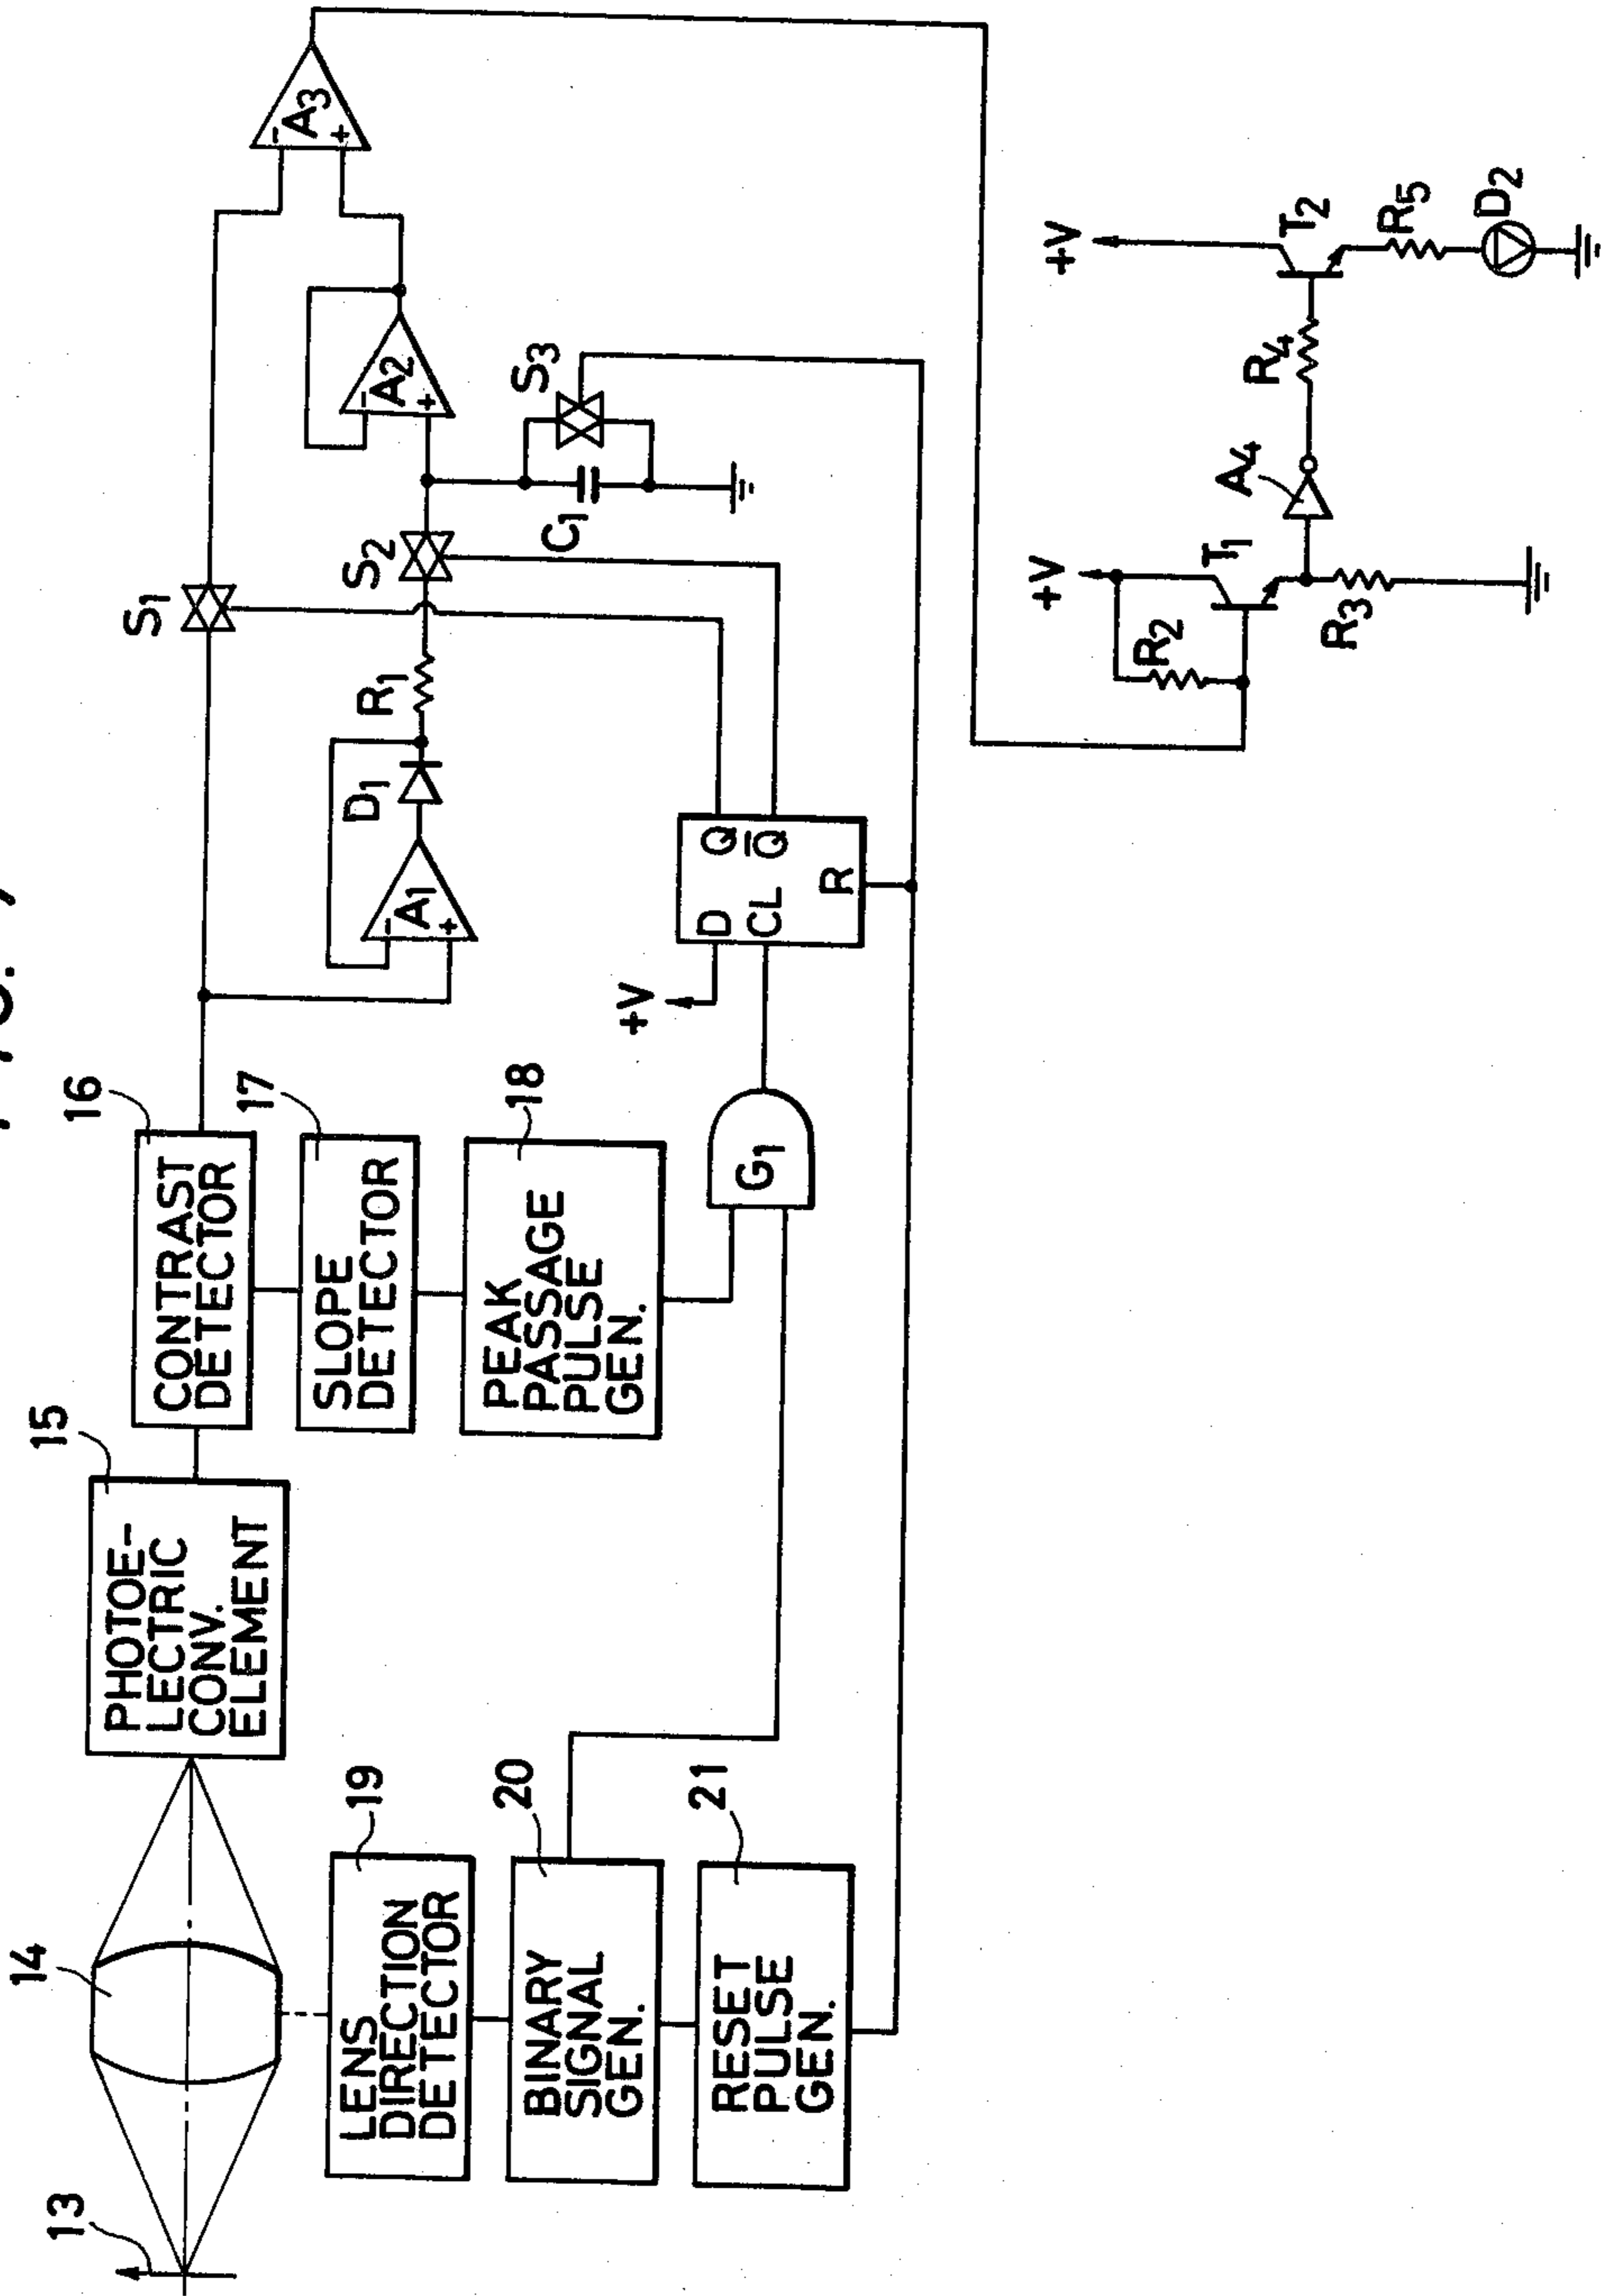 13
14
15
PHOTOE-
LECTRIC
CONV.
ELEMENT
16
CONTRAST
DETECTOR
17
SLOPE
DETECTOR
18
PEAK
PASSAGE
PULSE
GEN.
19
LENS
DIRECTION
DETECTOR
20
BINARY
SIGNAL
GEN.
21
RESET
PULSE
GEN.
G1
+V
D
CL
Q
Q̅
R
- A1 +
D1
R1
S1
S2
C1
S3
- A2 +
- A3 +
+V
R2
T1
R3
A4
R4
+V
T2
R5
D2